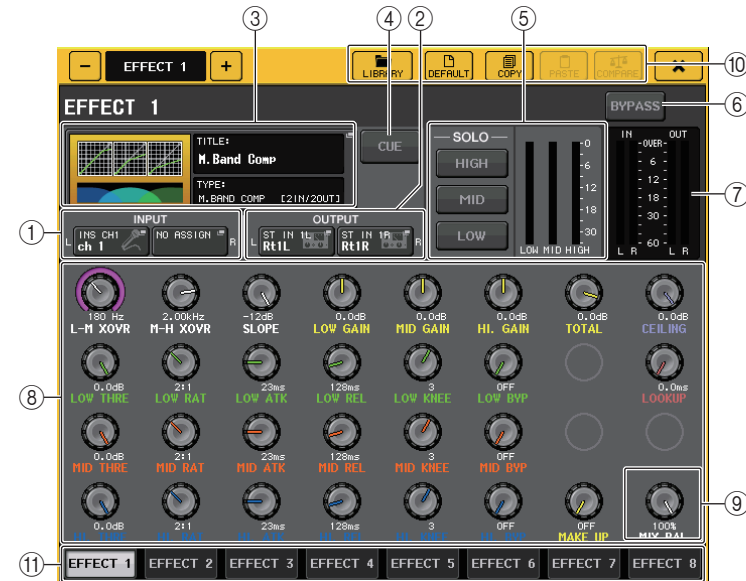 ③ ④ ② ⑤
− EFFECT 1 + LIBRARY DEFAULT COPY PASTE COMPARE × ⑩
EFFECT 1 BYPASS ⑥
TITLE:
M.Band Comp
TYPE:
M.BAND COMP [2IN/2OUT]
CUE
SOLO
HIGH
MID
LOW
-0
-6
-12
-18
-30
LOW MID HIGH
IN OUT
-OVER-
6
12
18
30
60
L R L R
⑦
① INPUT OUTPUT
L INS CH1 NO ASSIGN R L ST IN 1L ST IN 1R R
ch 1 Rt1L Rt1R
180 Hz 2.00kHz -12dB 0.0dB 0.0dB 0.0dB 0.0dB 0.0dB
L-M XOVR M-H XOVR SLOPE LOW GAIN MID GAIN HI. GAIN TOTAL CEILING
⑧
0.0dB 2:1 23ms 128ms 3 OFF 0.0ms
LOW THRE LOW RAT LOW ATK LOW REL LOW KNEE LOW BYP LOOKUP
0.0dB 2:1 23ms 128ms 3 OFF
MID THRE MID RAT MID ATK MID REL MID KNEE MID BYP
⑨
0.0dB 2:1 23ms 128ms 3 OFF OFF 100%
MAKE UP MIX BAL
⑪ EFFECT 1 EFFECT 2 EFFECT 3 EFFECT 4 EFFECT 5 EFFECT 6 EFFECT 7 EFFECT 8